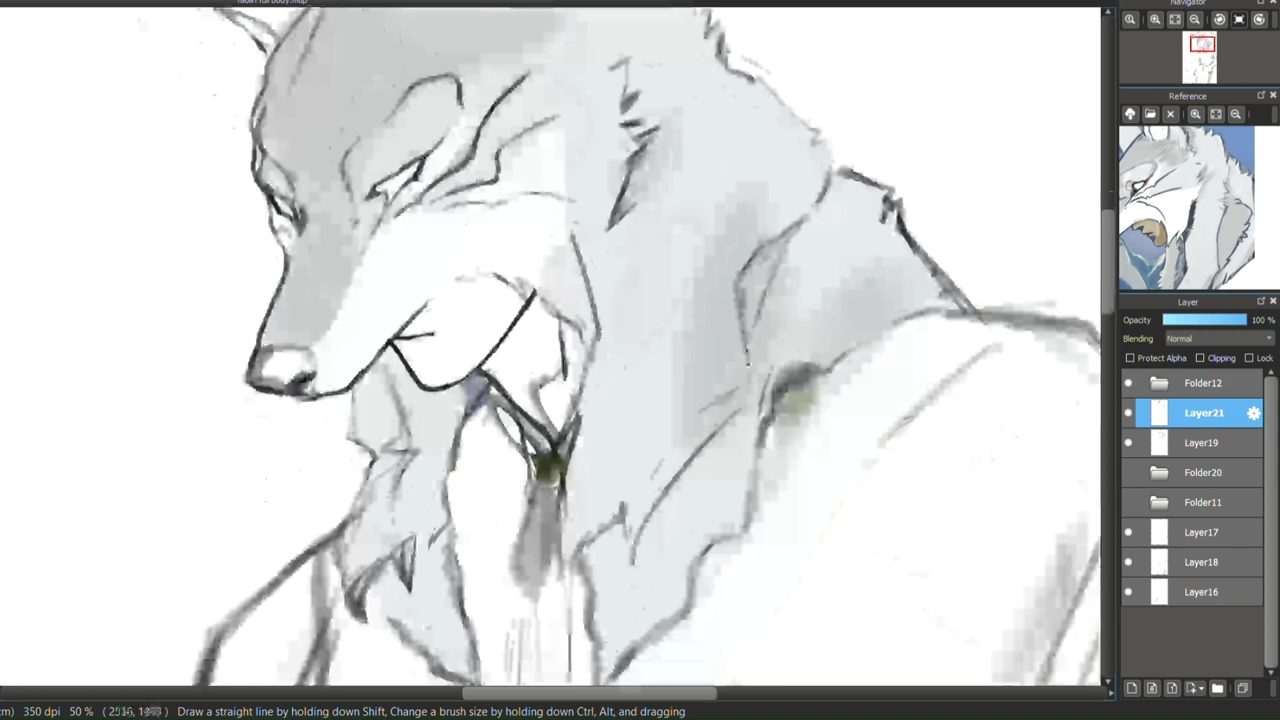 Navigator
Reference
Layer
Opacity 100 %
Blending Normal
Protect Alpha Clipping Lock
Folder12
Layer21
Layer19
Folder20
Folder11
Layer17
Layer18
Layer16
cm) 350 dpi 50 % Draw a straight line by holding down Shift, Change a brush size by holding down Ctrl, Alt, and dragging